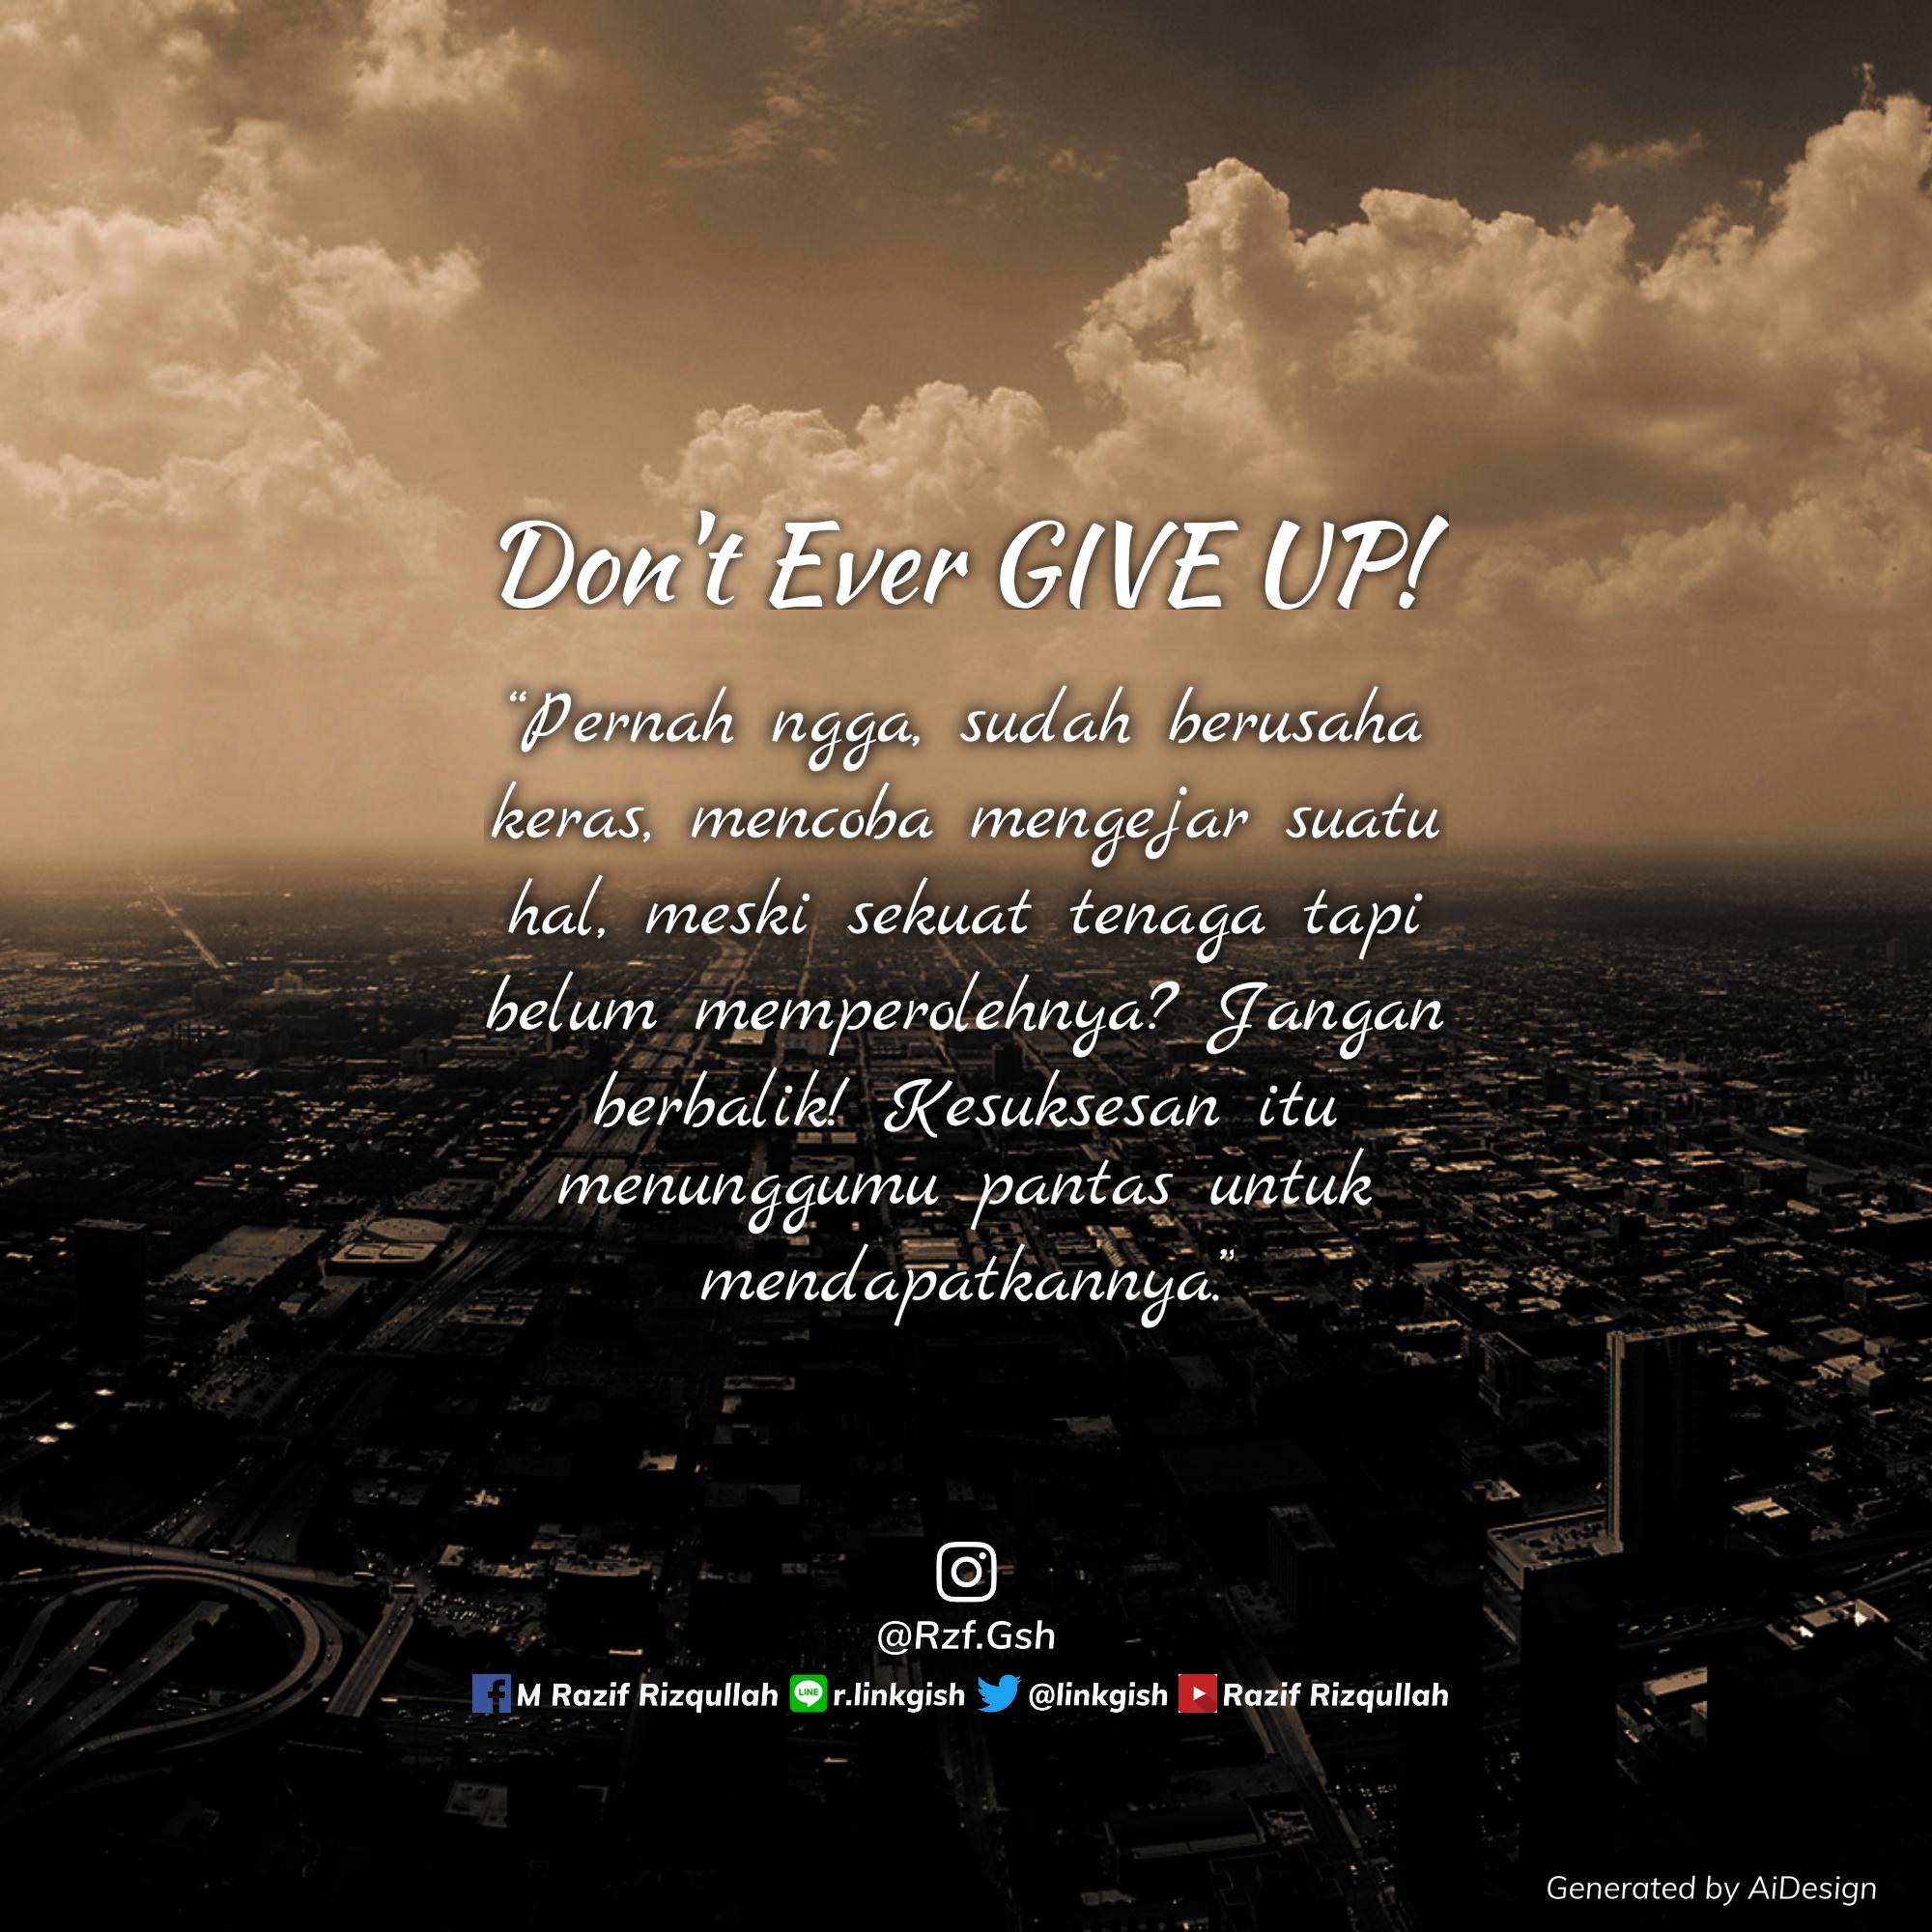 Don't Ever GIVE UP!
“Pernah ngga, sudah berusaha
keras, mencoba mengejar suatu
hal, meski sekuat tenaga tapi
belum memperolehnya? Jangan
berbalik! Kesuksesan itu
menunggumu pantas untuk
mendapatkannya.”
@Rzf.Gsh
M Razif Rizqullah LINE r.linkgish @linkgish Razif Rizqullah
Generated by AiDesign